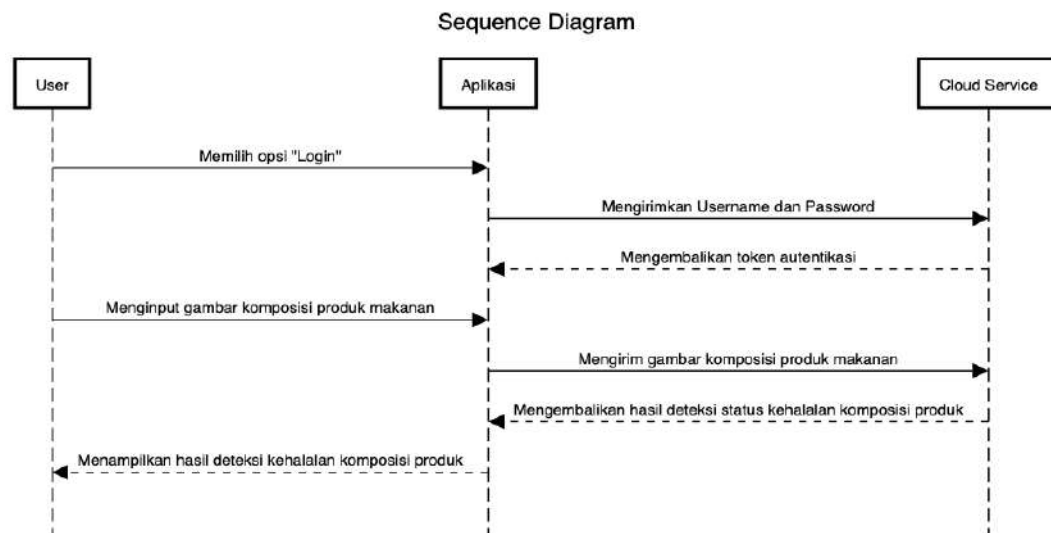 Sequence Diagram
User
Aplikasi
Cloud Service
Memilih opsi "Login"
Mengirimkan Username dan Password
Mengembalikan token autentikasi
Menginput gambar komposisi produk makanan
Mengirim gambar komposisi produk makanan
Mengembalikan hasil deteksi status kehalalan komposisi produk
Menampilkan hasil deteksi kehalalan komposisi produk